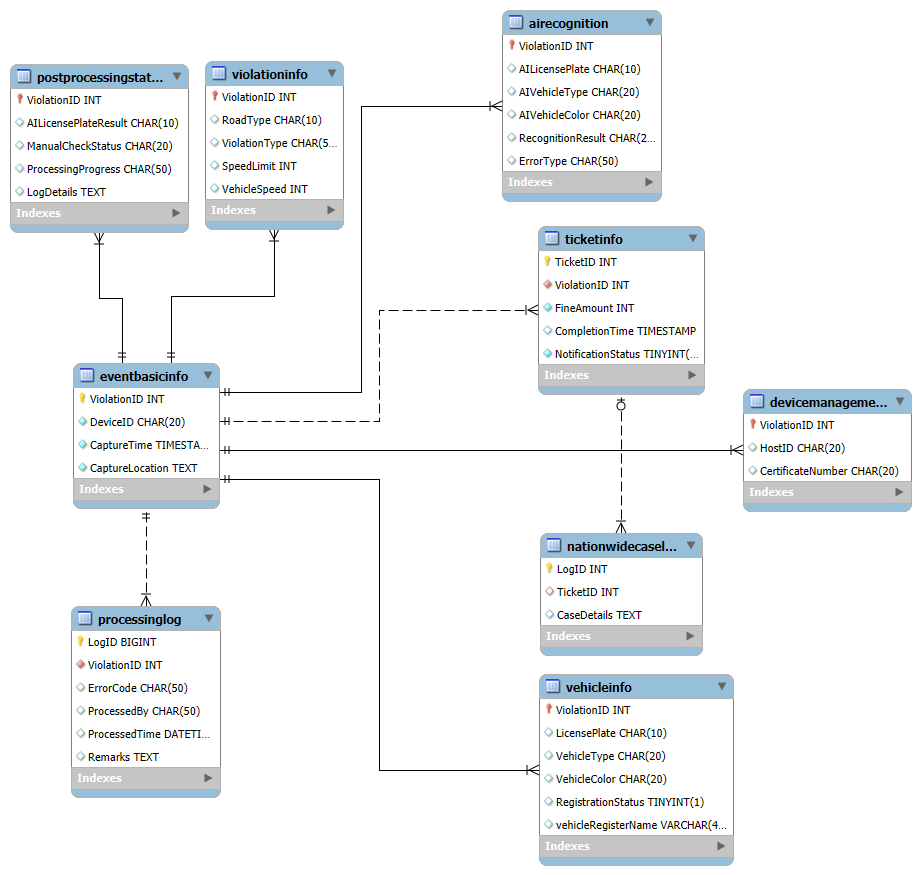 airecognition
ViolationID INT
AILicensePlate CHAR(10)
AIVehicleType CHAR(20)
AIVehicleColor CHAR(20)
RecognitionResult CHAR(2...
ErrorType CHAR(50)
Indexes
postprocessingstat...
ViolationID INT
AILicensePlateResult CHAR(10)
ManualCheckStatus CHAR(20)
ProcessingProgress CHAR(50)
LogDetails TEXT
Indexes
violationinfo
ViolationID INT
RoadType CHAR(10)
ViolationType CHAR(5...
SpeedLimit INT
VehicleSpeed INT
Indexes
ticketinfo
TicketID INT
ViolationID INT
FineAmount INT
CompletionTime TIMESTAMP
NotificationStatus TINYINT(...
Indexes
eventbasicinfo
ViolationID INT
DeviceID CHAR(20)
CaptureTime TIMESTA...
CaptureLocation TEXT
Indexes
devicemanageme...
ViolationID INT
HostID CHAR(20)
CertificateNumber CHAR(20)
Indexes
nationwidecasel...
LogID INT
TicketID INT
CaseDetails TEXT
Indexes
processinglog
LogID BIGINT
ViolationID INT
ErrorCode CHAR(50)
ProcessedBy CHAR(50)
ProcessedTime DATETI...
Remarks TEXT
Indexes
vehicleinfo
ViolationID INT
LicensePlate CHAR(10)
VehicleType CHAR(20)
VehicleColor CHAR(20)
RegistrationStatus TINYINT(1)
vehicleRegisterName VARCHAR(4...
Indexes